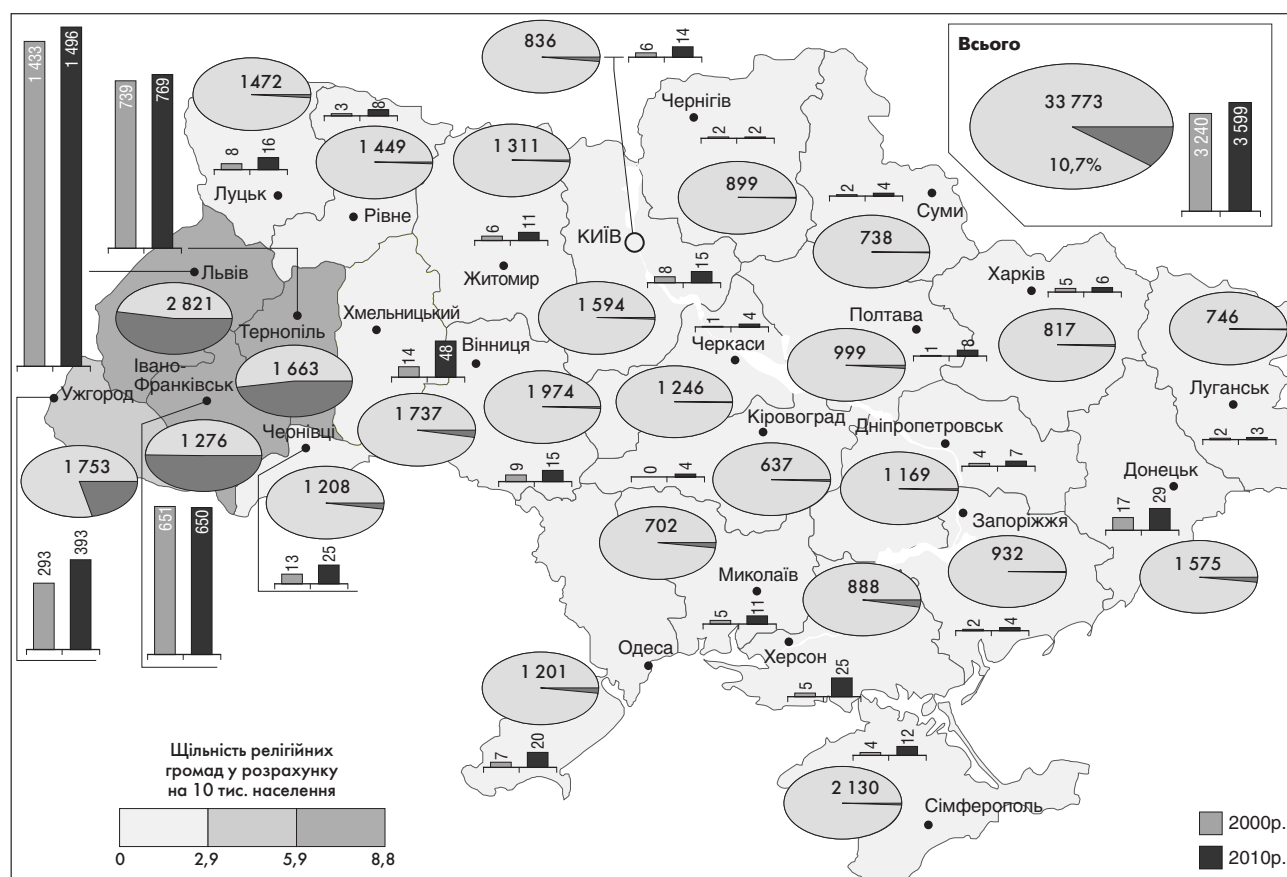 1 433
1 496
739
769
836
6
14
Всього
33 773
10,7%
3 240
3 599
1472
3
8
Чернігів
2
2
1 449
1 311
8
16
Луцьк
Рівне
899
2
4
Суми
6
11
Житомир
КИЇВ
738
8
15
Харків
5
6
Львів
2 821
Тернопіль
Хмельницький
14
48
Вінниця
1 594
1
4
Черкаси
Полтава
999
1
8
817
746
Луганськ
2
3
Івано-
Франківськ
1 663
Ужгород
1 737
1 974
1 246
Кіровоград
Дніпропетровськ
4
7
Донецьк
17
29
Чернівці
1 276
1 753
1 208
9
15
0
4
637
1 169
Запоріжжя
651
650
293
393
13
25
702
932
1 575
Миколаїв
5
11
888
2
4
Одеса
Херсон
5
25
1 201
7
20
4
12
2 130
Сімферополь
Щільність релігійних
громад у розрахунку
на 10 тис. населення
0
2,9
5,9
8,8
2000р.
2010р.